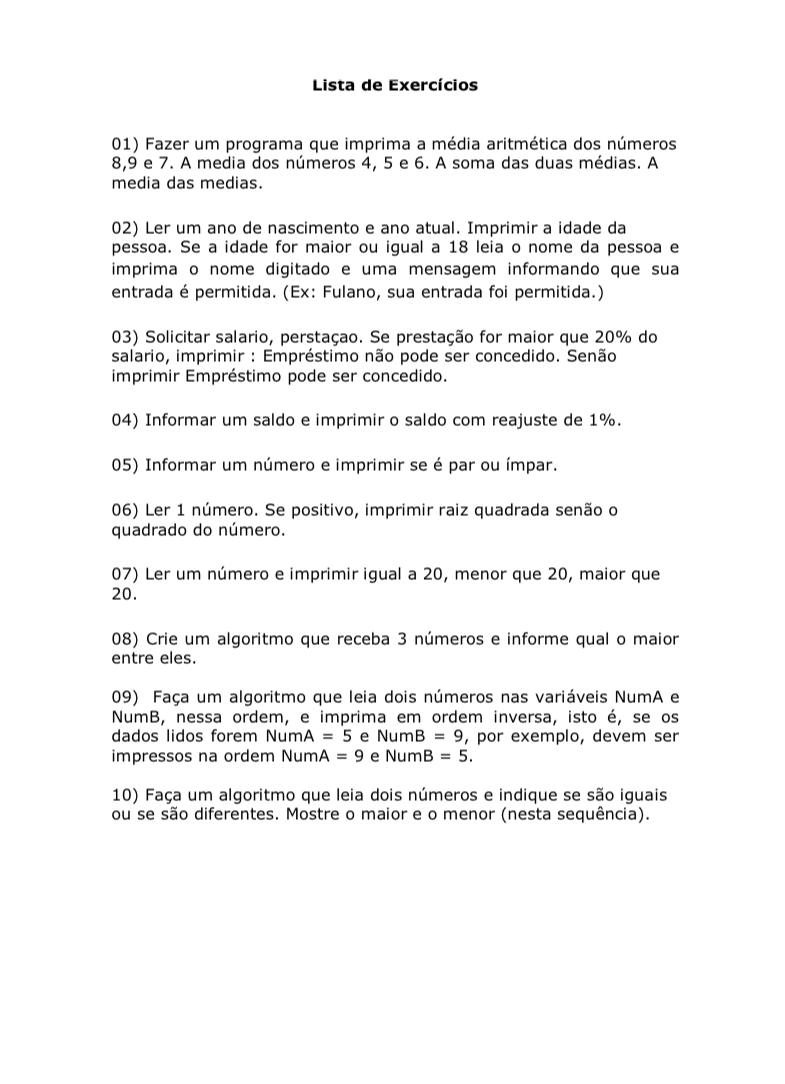 Lista de Exercícios
01) Fazer um programa que imprima a média aritmética dos números
8,9 e 7. A media dos números 4, 5 e 6. A soma das duas médias. A
media das medias.
02) Ler um ano de nascimento e ano atual. Imprimir a idade da
pessoa. Se a idade for maior ou igual a 18 leia o nome da pessoa e
imprima o nome digitado e uma mensagem informando que sua
entrada é permitida. (Ex: Fulano, sua entrada foi permitida.)
03) Solicitar salario, perstaçao. Se prestação for maior que 20% do
salario, imprimir : Empréstimo não pode ser concedido. Senão
imprimir Empréstimo pode ser concedido.
04) Informar um saldo e imprimir o saldo com reajuste de 1%.
05) Informar um número e imprimir se é par ou ímpar.
06) Ler 1 número. Se positivo, imprimir raiz quadrada senão o
quadrado do número.
07) Ler um número e imprimir igual a 20, menor que 20, maior que
20.
08) Crie um algoritmo que receba 3 números e informe qual o maior
entre eles.
09)  Faça um algoritmo que leia dois números nas variáveis NumA e
NumB, nessa ordem, e imprima em ordem inversa, isto é, se os
dados lidos forem NumA = 5 e NumB = 9, por exemplo, devem ser
impressos na ordem NumA = 9 e NumB = 5.
10) Faça um algoritmo que leia dois números e indique se são iguais
ou se são diferentes. Mostre o maior e o menor (nesta sequência).